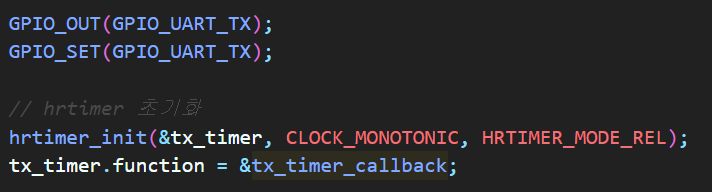 GPIO_OUT(GPIO_UART_TX);
GPIO_SET(GPIO_UART_TX);
// hrtimer 초기화
hrtimer_init(&tx_timer, CLOCK_MONOTONIC, HRTIMER_MODE_REL);
tx_timer.function = &tx_timer_callback;